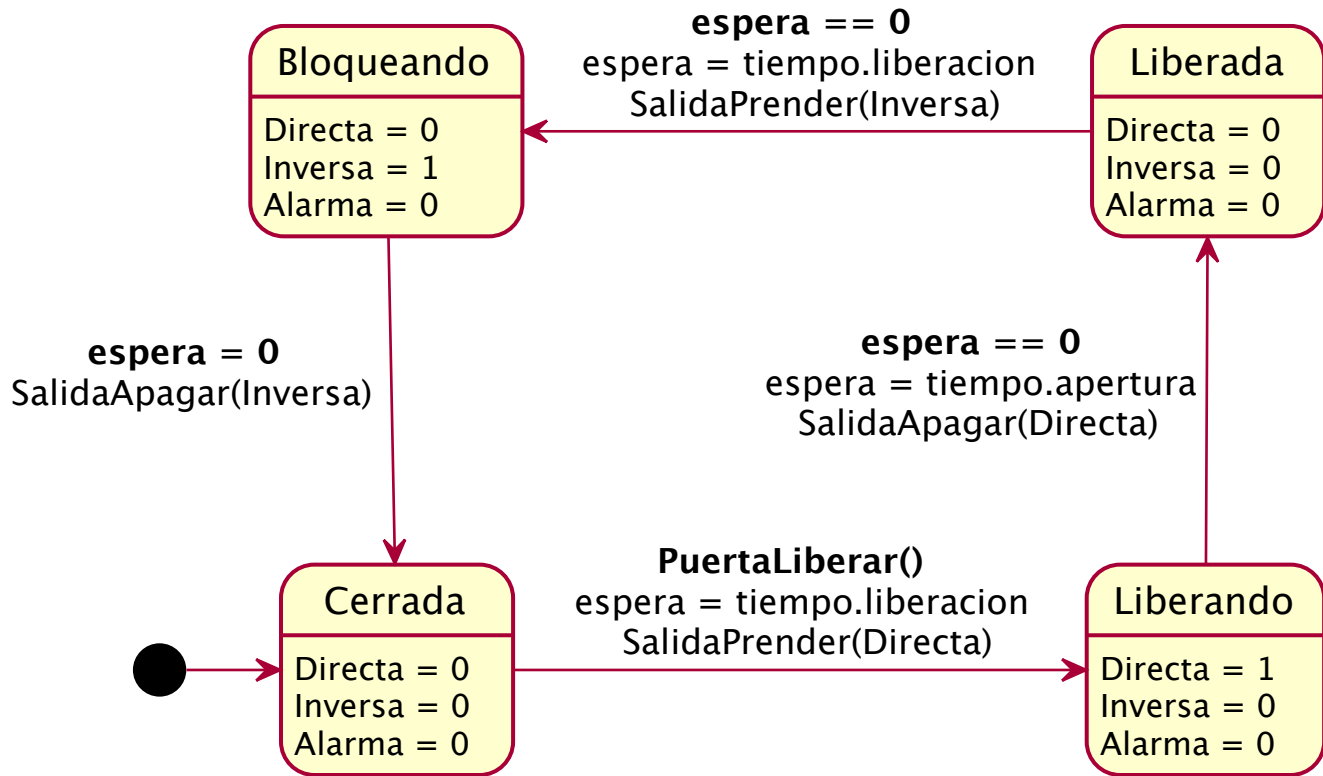 espera == 0
espera = tiempo.liberacion
SalidaPrender(Inversa)
Bloqueando
Directa = 0
Inversa = 1
Alarma = 0
Liberada
Directa = 0
Inversa = 0
Alarma = 0
espera = 0
SalidaApagar(Inversa)
espera == 0
espera = tiempo.apertura
SalidaApagar(Directa)
Cerrada
Directa = 0
Inversa = 0
Alarma = 0
PuertaLiberar()
espera = tiempo.liberacion
SalidaPrender(Directa)
Liberando
Directa = 1
Inversa = 0
Alarma = 0